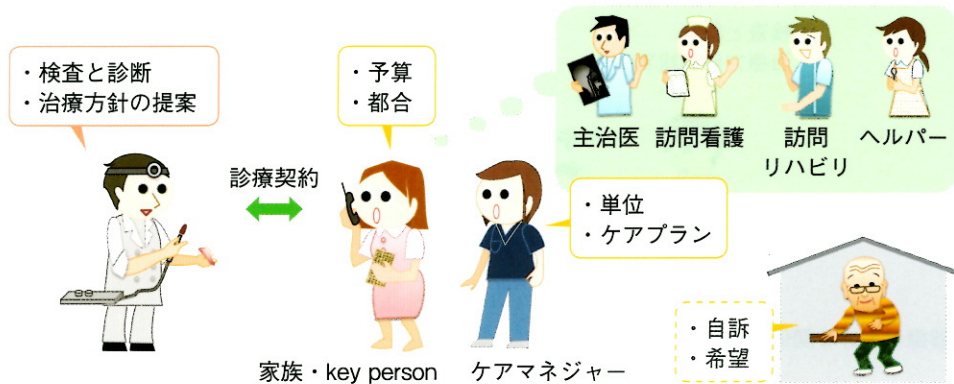 ・検査と診断
・治療方針の提案
・予算
・都合
主治医
訪問看護
訪問
リハビリ
ヘルパー
診療契約
・単位
・ケアプラン
・自訴
・希望
家族・key person
ケアマネジャー